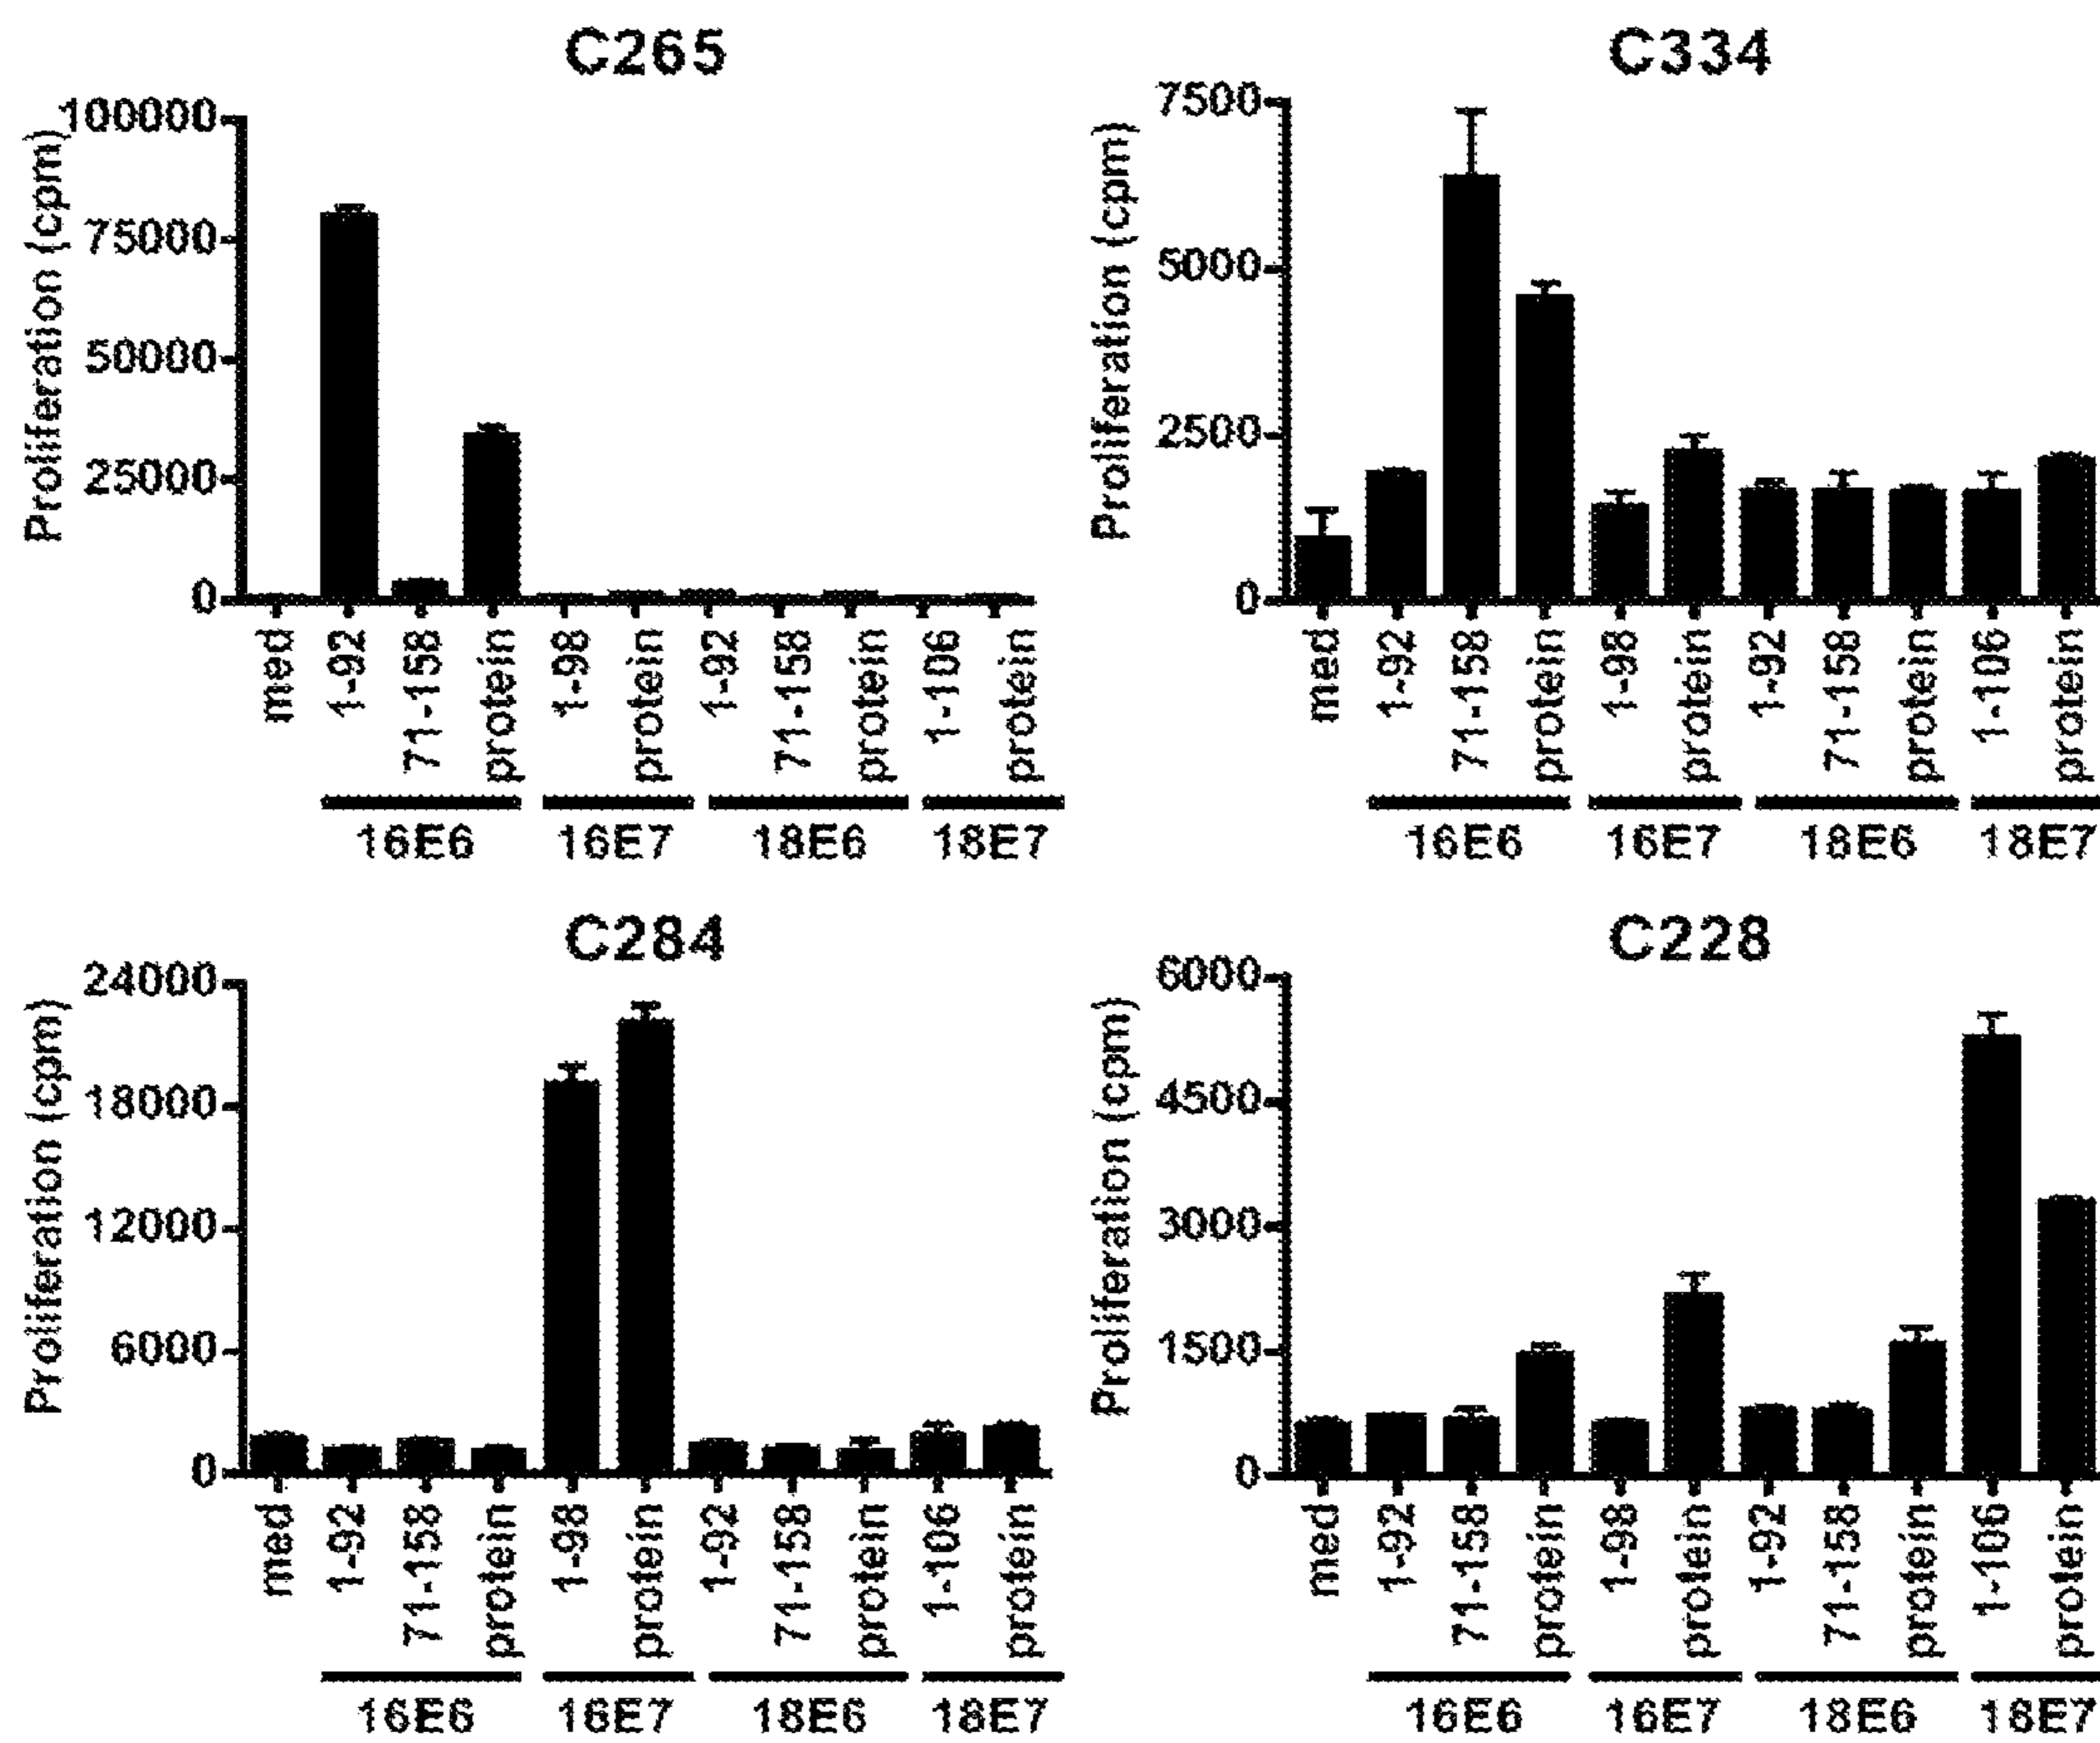 C265
Proliferation (cpm)
100000
75000
50000
25000
0
med
1-92
71-158
protein
1-98
protein
1-92
71-158
protein
1-106
protein
16E6
16E7
18E6
18E7
C334
Proliferation (cpm)
7500
5000
2500
0
med
1-92
71-158
protein
1-98
protein
1-92
71-158
protein
1-106
protein
16E6
16E7
18E6
18E7
C284
Proliferation (cpm)
24000
18000
12000
6000
0
med
1-92
71-158
protein
1-98
protein
1-92
71-158
protein
1-106
protein
16E6
16E7
18E6
18E7
C228
Proliferation (cpm)
6000
4500
3000
1500
0
med
1-92
71-158
protein
1-98
protein
1-92
71-158
protein
1-106
protein
16E6
16E7
18E6
18E7